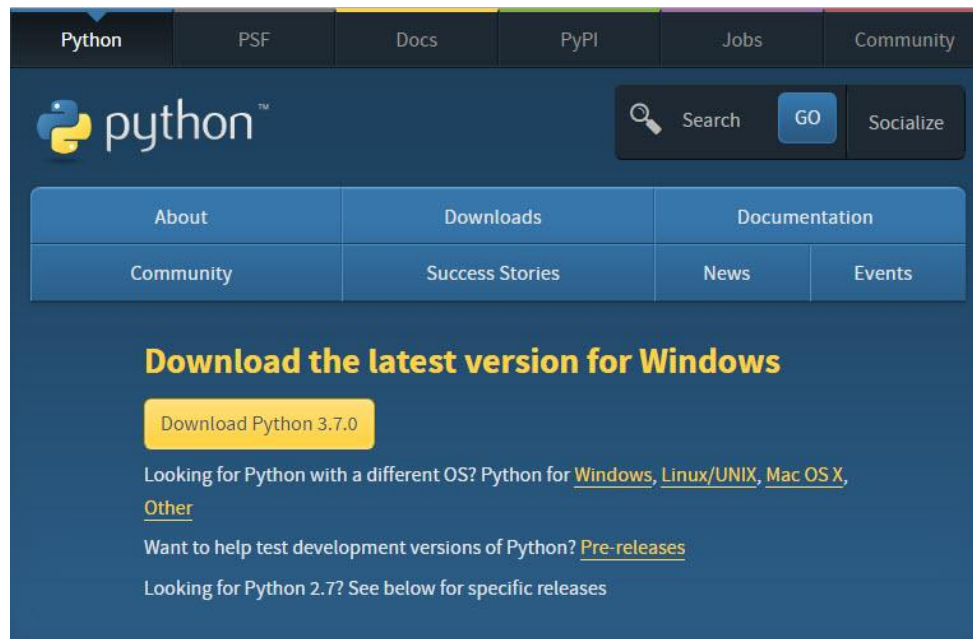 Python PSF Docs PyPI Jobs Community
python™
Search GO Socialize
About Downloads Documentation
Community Success Stories News Events
Download the latest version for Windows
Download Python 3.7.0
Looking for Python with a different OS? Python for Windows, Linux/UNIX, Mac OS X,
Other
Want to help test development versions of Python? Pre-releases
Looking for Python 2.7? See below for specific releases